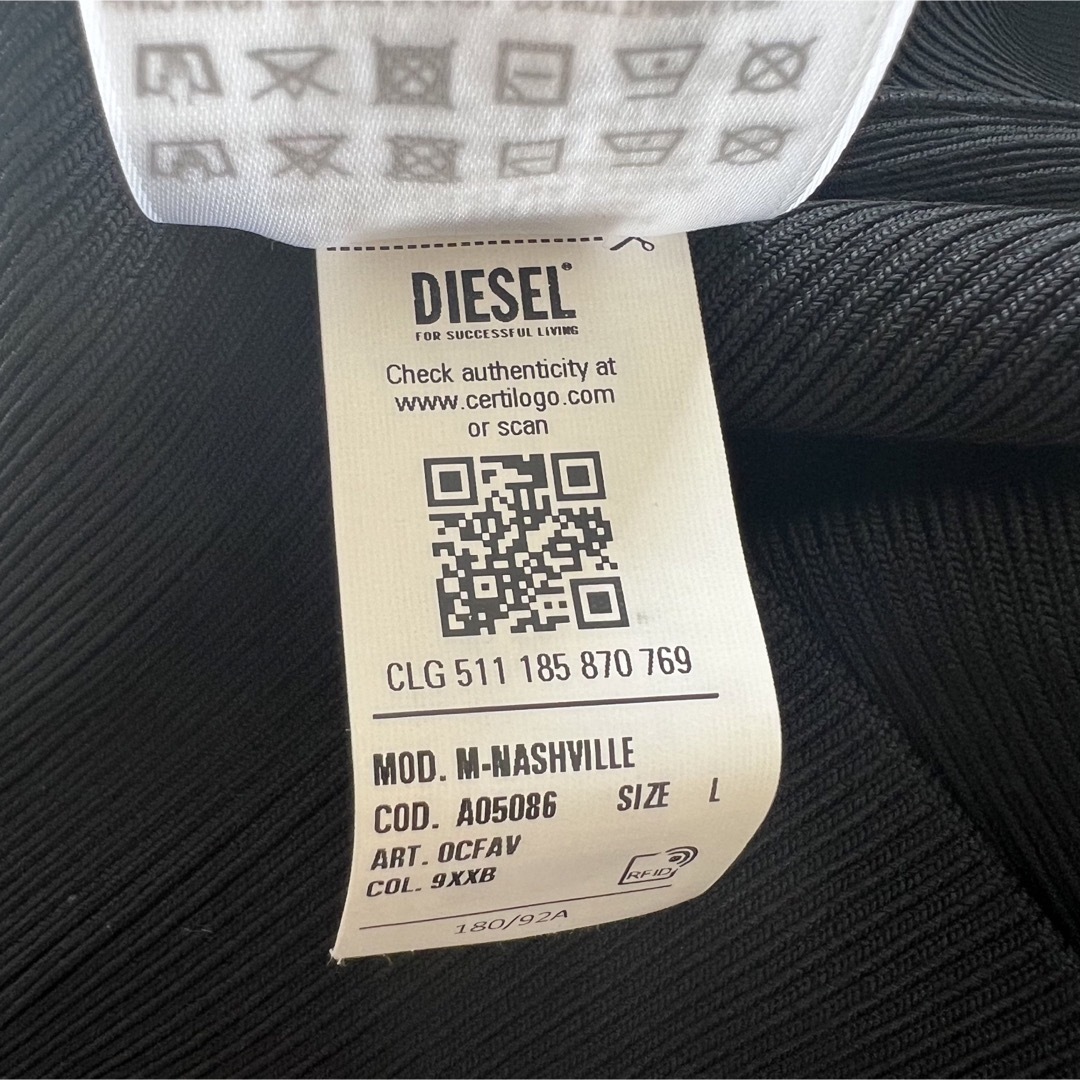 DIESEL
FOR SUCCESSFUL LIVING
Check authenticity at
www.certilogo.com
or scan
CLG 511 185 870 769
MOD. M-NASHVILLE
COD. A05086 SIZE L
ART. 0CFAV
COL. 9XXB
RFID
180/92A